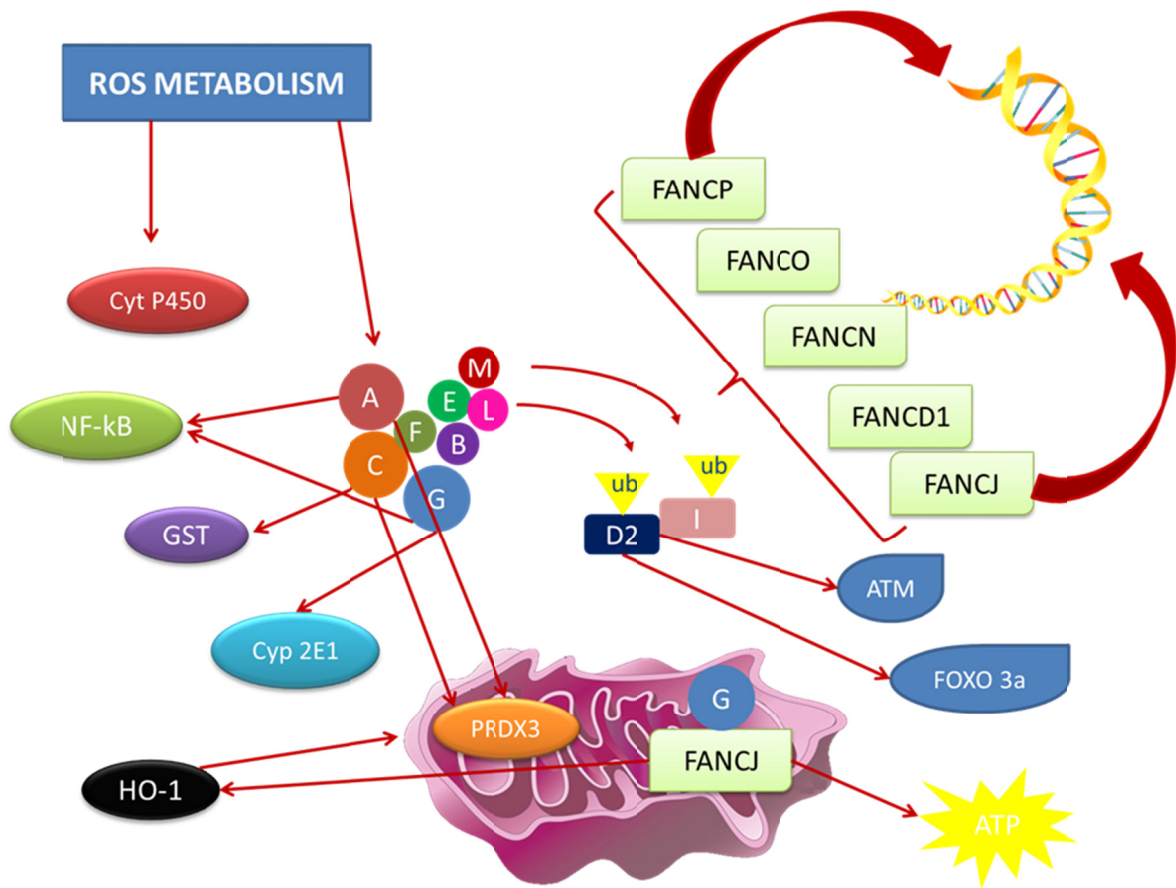 ROS METABOLISM
FANCP
FANCO
Cyt P450
FANCN
M
A
E
L
NF-kB
F
B
FANCD1
C
ub
ub
FANCJ
G
I
GST
D2
ATM
Cyp 2E1
FOXO 3a
G
PRDX3
FANCJ
HO-1
ATP